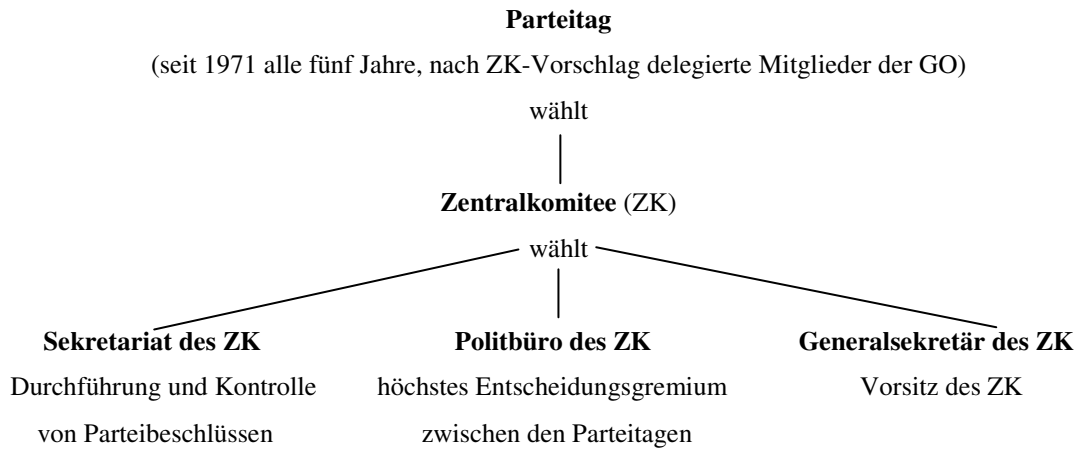 Parteitag
(seit 1971 alle fünf Jahre, nach ZK-Vorschlag delegierte Mitglieder der GO)
wählt
Zentralkomitee (ZK)
wählt
Sekretariat des ZK
Durchführung und Kontrolle
von Parteibeschlüssen
Politbüro des ZK
höchstes Entscheidungsgremium
zwischen den Parteitagen
Generalsekretär des ZK
Vorsitz des ZK